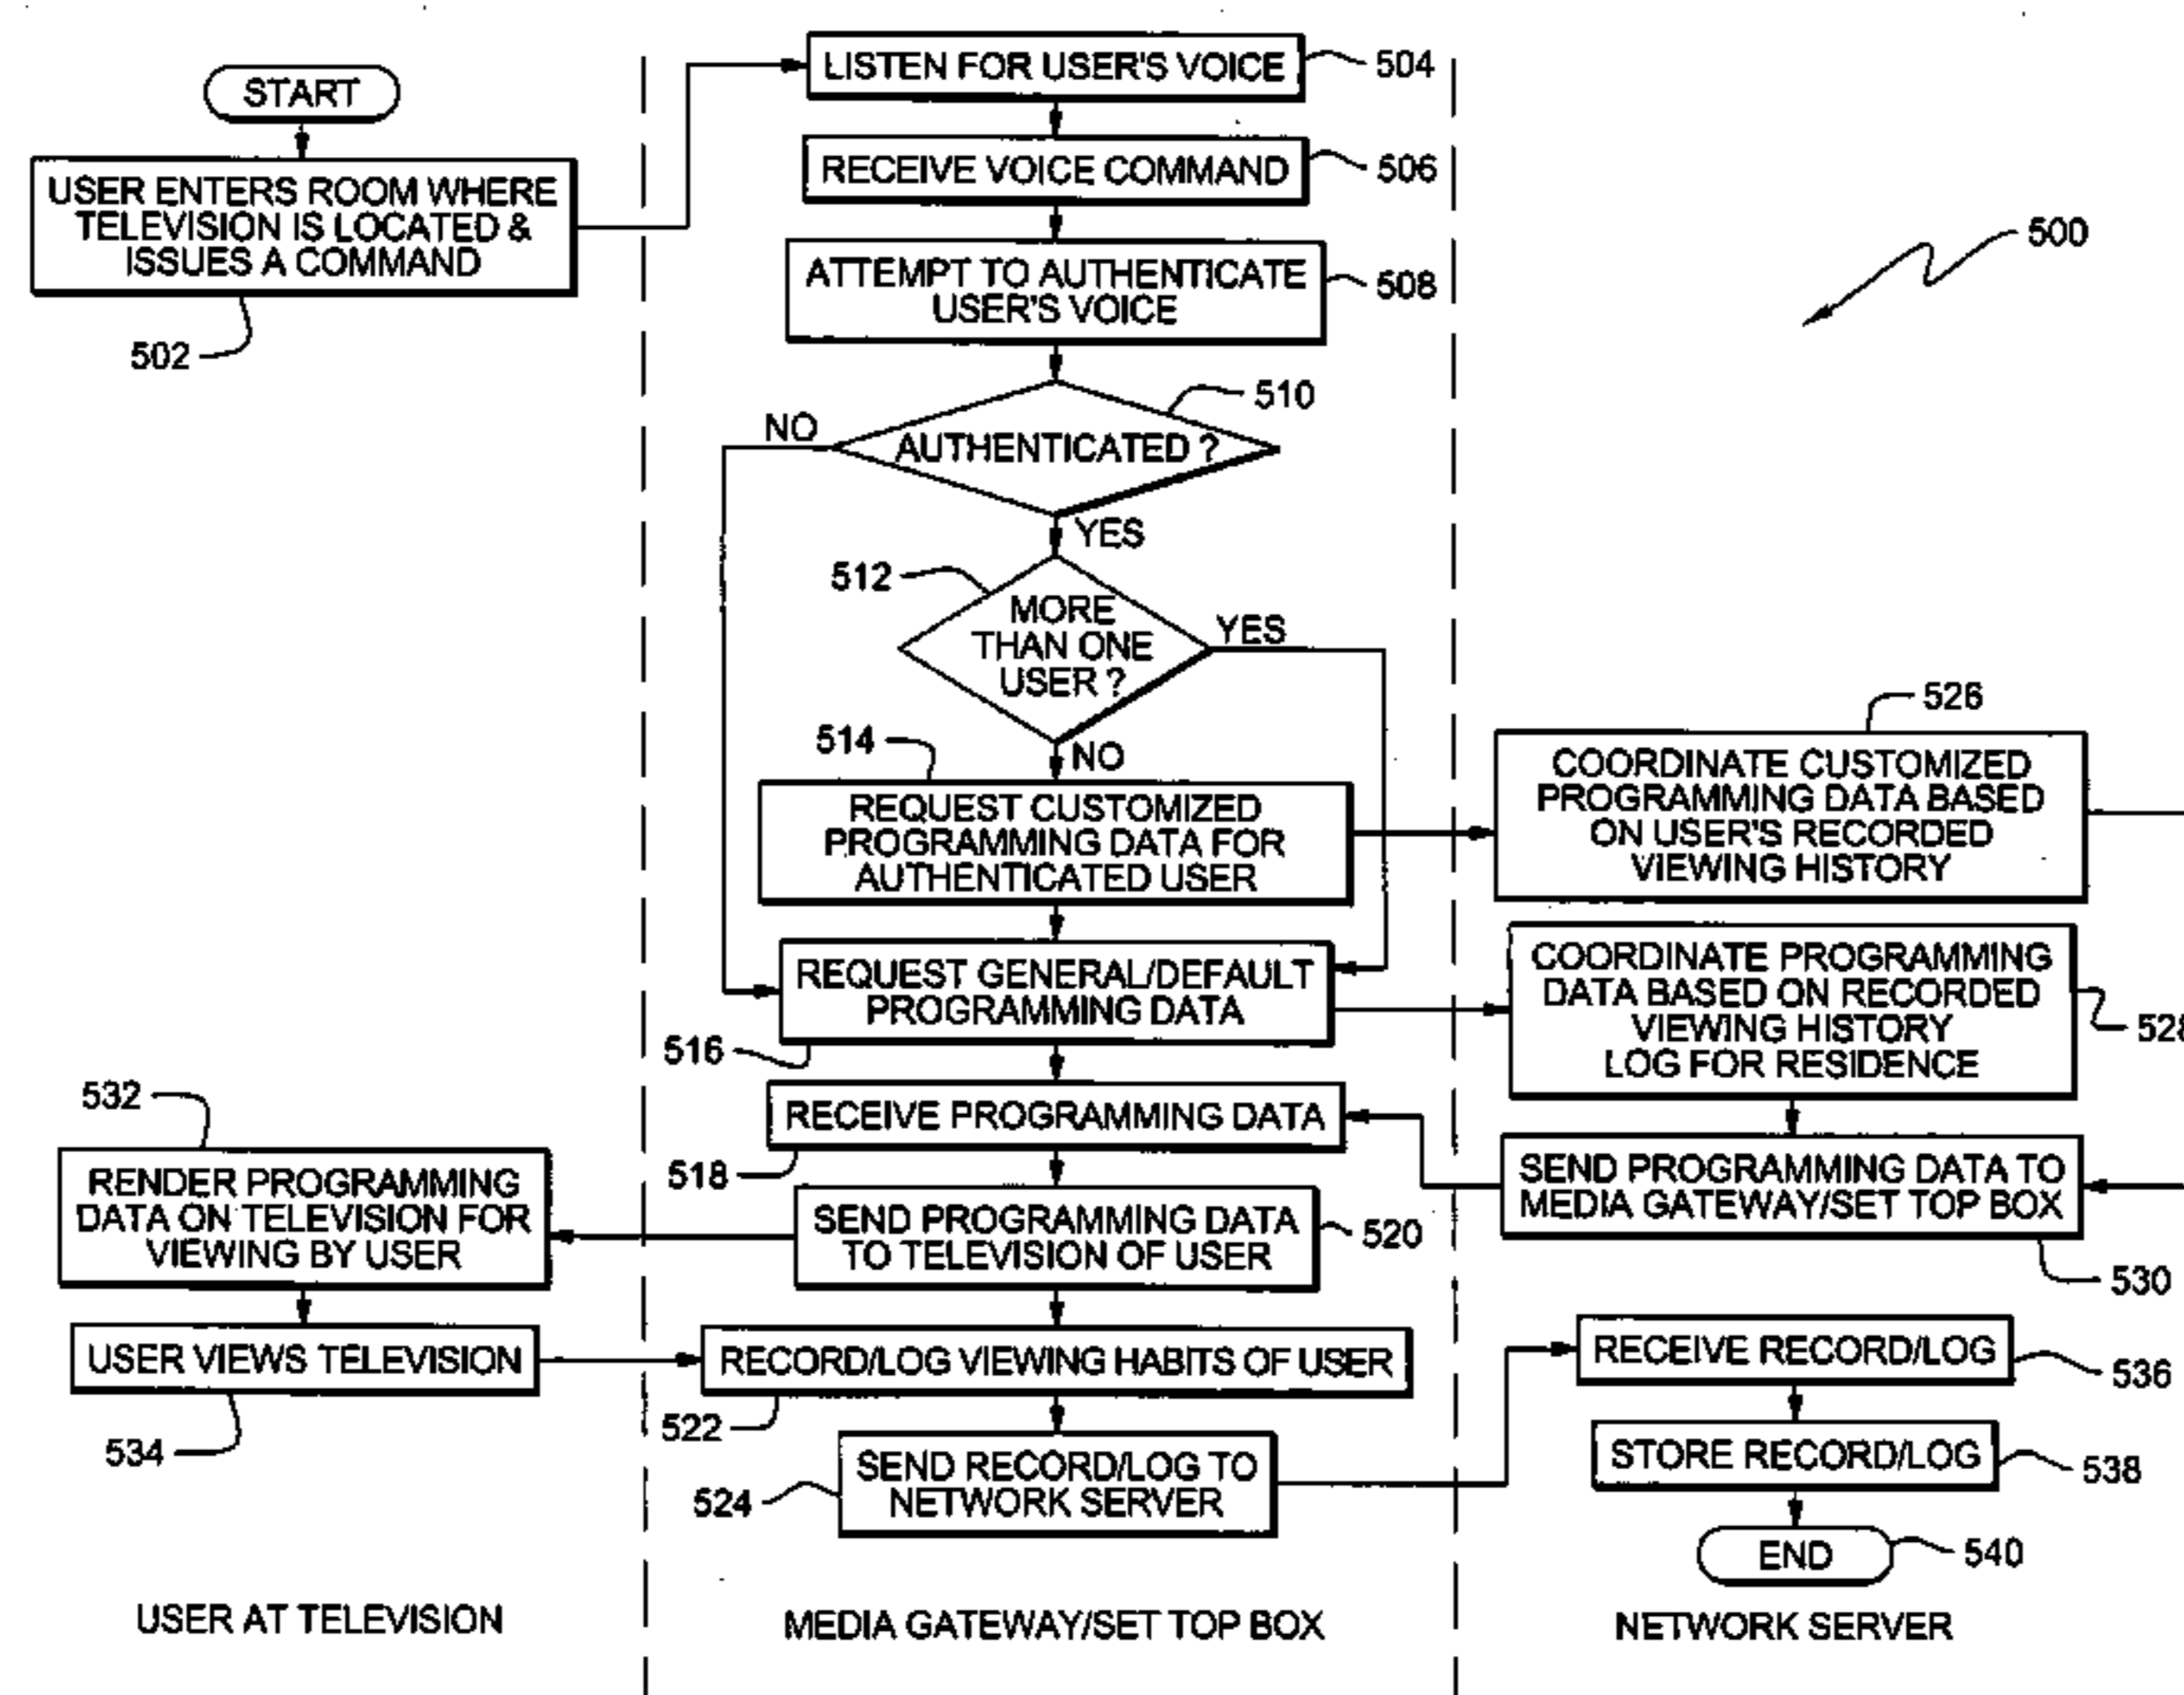 START
USER ENTERS ROOM WHERE
TELEVISION IS LOCATED &
ISSUES A COMMAND
502
LISTEN FOR USER'S VOICE
504
RECEIVE VOICE COMMAND
506
ATTEMPT TO AUTHENTICATE
USER'S VOICE
508
500
510
AUTHENTICATED ?
NO
YES
512
MORE
THAN ONE
USER ?
YES
NO
514
REQUEST CUSTOMIZED
PROGRAMMING DATA FOR
AUTHENTICATED USER
526
COORDINATE CUSTOMIZED
PROGRAMMING DATA BASED
ON USER'S RECORDED
VIEWING HISTORY
REQUEST GENERAL/DEFAULT
PROGRAMMING DATA
516
COORDINATE PROGRAMMING
DATA BASED ON RECORDED
VIEWING HISTORY
LOG FOR RESIDENCE
528
RECEIVE PROGRAMMING DATA
518
SEND PROGRAMMING DATA TO
MEDIA GATEWAY/SET TOP BOX
530
532
RENDER PROGRAMMING
DATA ON TELEVISION FOR
VIEWING BY USER
SEND PROGRAMMING DATA
TO TELEVISION OF USER
520
USER VIEWS TELEVISION
534
RECORD/LOG VIEWING HABITS OF USER
522
RECEIVE RECORD/LOG
536
SEND RECORD/LOG TO
NETWORK SERVER
524
STORE RECORD/LOG
538
END
540
USER AT TELEVISION
MEDIA GATEWAY/SET TOP BOX
NETWORK SERVER